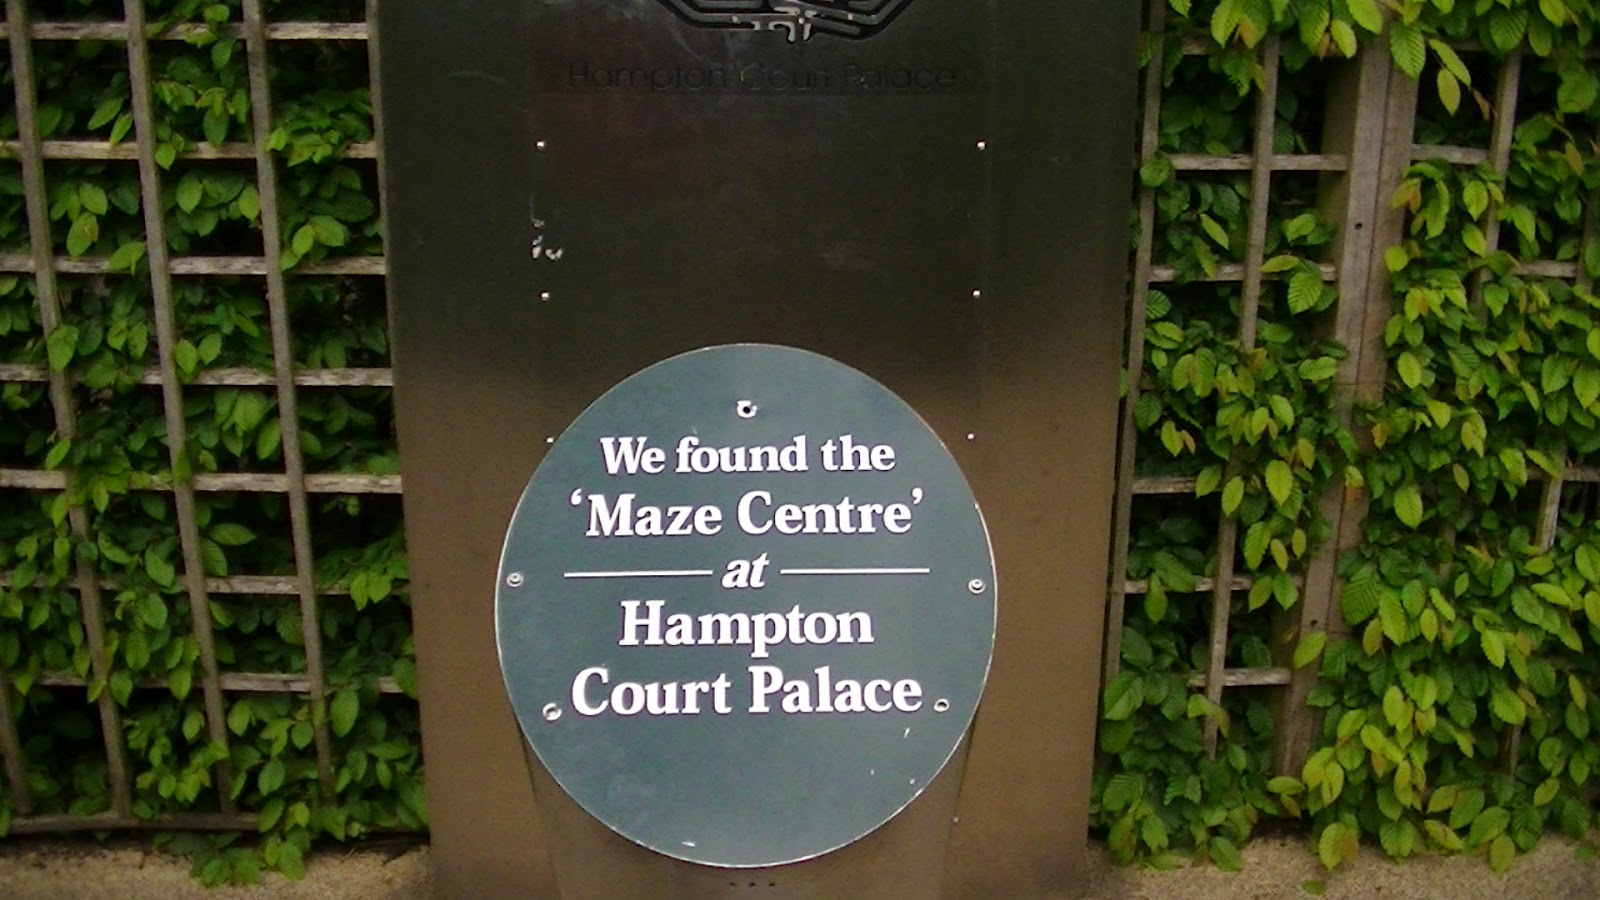 Hampton Court Palace
We found the
‘Maze Centre’
at
Hampton
Court Palace